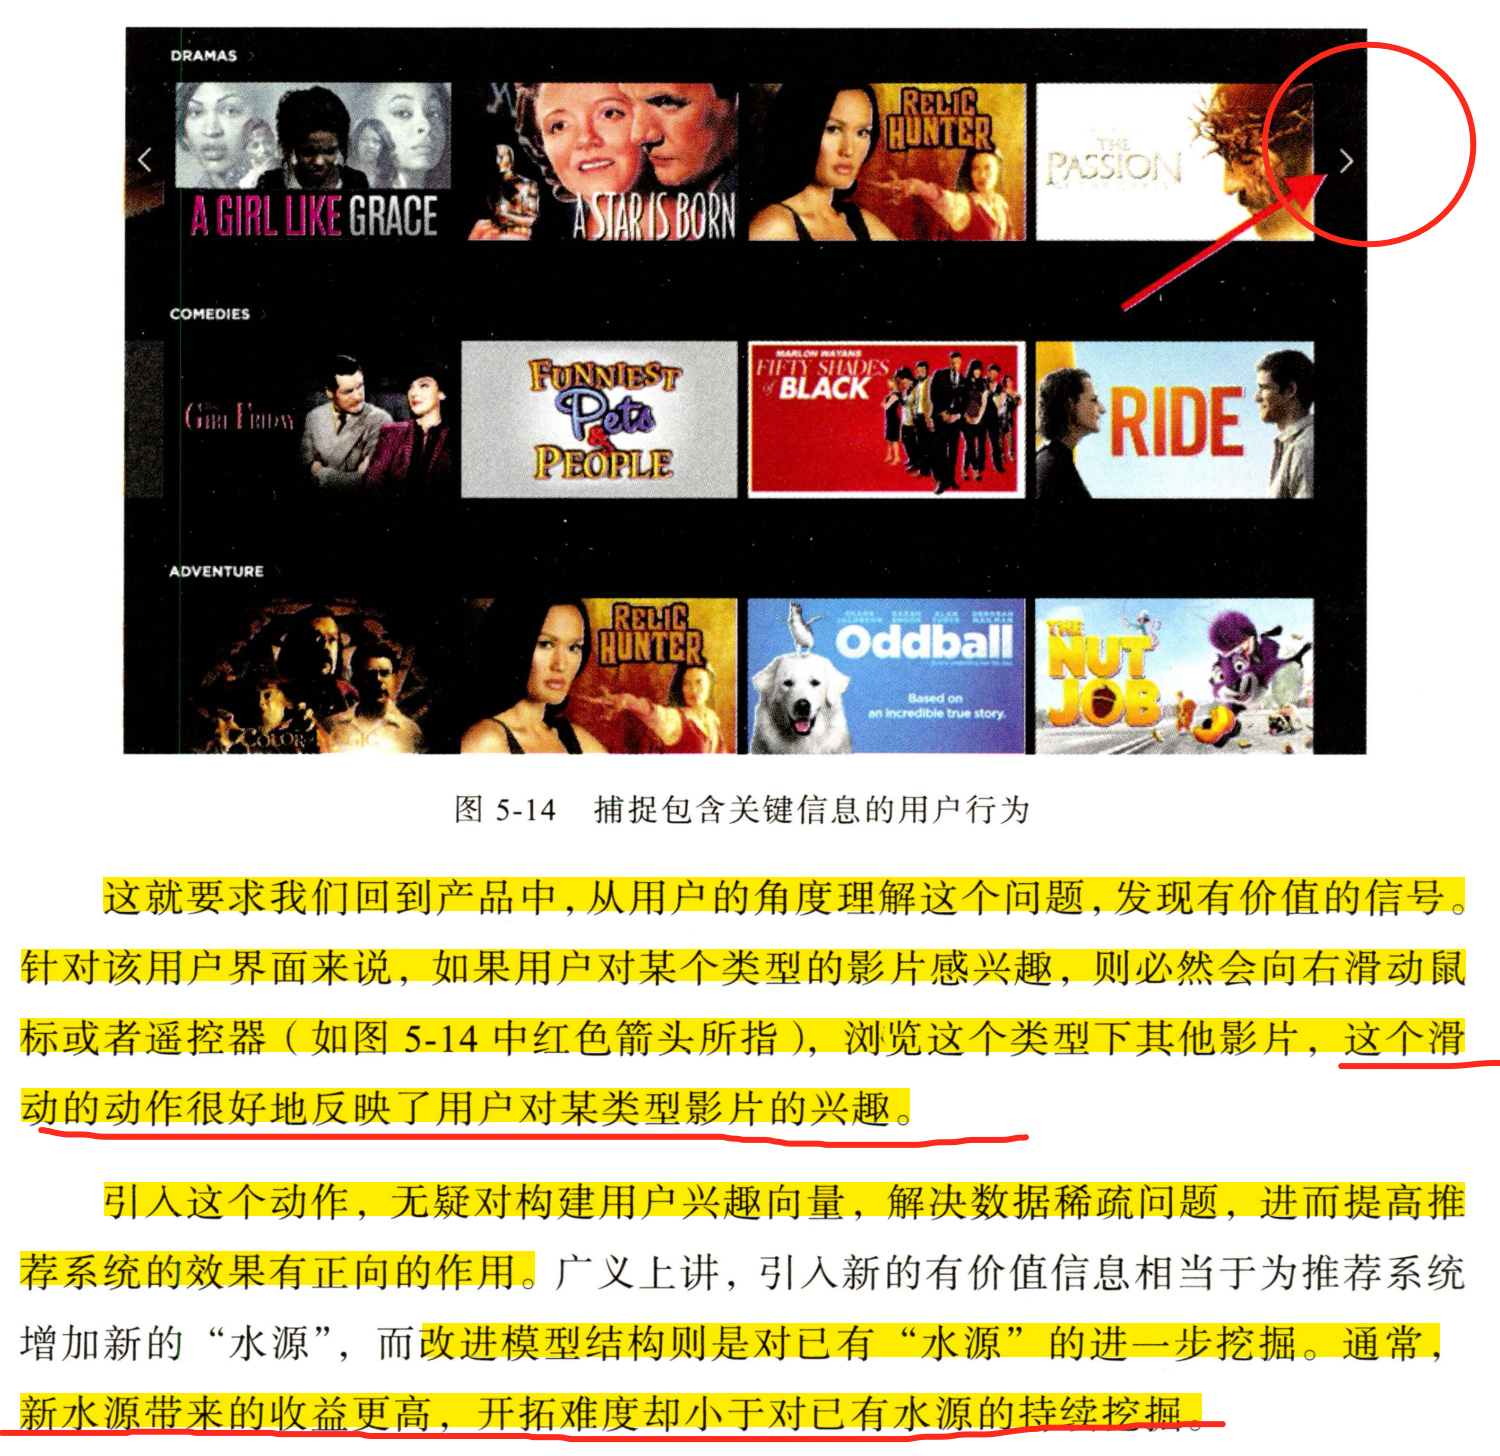 DRAMAS
A GIRL LIKE GRACE
A STAR IS BORN
RELIC
HUNTER
THE
PASSION
OF THE CHRIST
COMEDIES
GIRL FRIDAY
FUNNIEST
Pets
&
PEOPLE
MARLON WAYANS
FIFTY SHADES
of BLACK
RIDE
ADVENTURE
COLOR OF MAGIC
RELIC
HUNTER
Oddball
Based on
an incredible true story.
THE
NUT
JOB
图 5-14 捕捉包含关键信息的用户行为
这就要求我们回到产品中,从用户的角度理解这个问题,发现有价值的信号。
针对该用户界面来说，如果用户对某个类型的影片感兴趣，则必然会向右滑动鼠
标或者遥控器（如图 5-14 中红色箭头所指），浏览这个类型下其他影片，这个滑
动的动作很好地反映了用户对某类型影片的兴趣。
引入这个动作，无疑对构建用户兴趣向量，解决数据稀疏问题，进而提高推
荐系统的效果有正向的作用。广义上讲，引入新的有价值信息相当于为推荐系统
增加新的“水源”，而改进模型结构则是对已有“水源”的进一步挖掘。通常，
新水源带来的收益更高，开拓难度却小于对已有水源的持续挖掘。